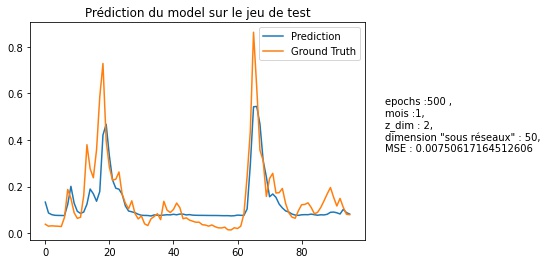 Prédiction du model sur le jeu de test
Prediction
Ground Truth
0.8
0.6
0.4
0.2
0.0
0
20
40
60
80
epochs :500 ,
mois :1,
z_dim : 2,
dimension "sous réseaux" : 50,
MSE : 0.00750617164512606